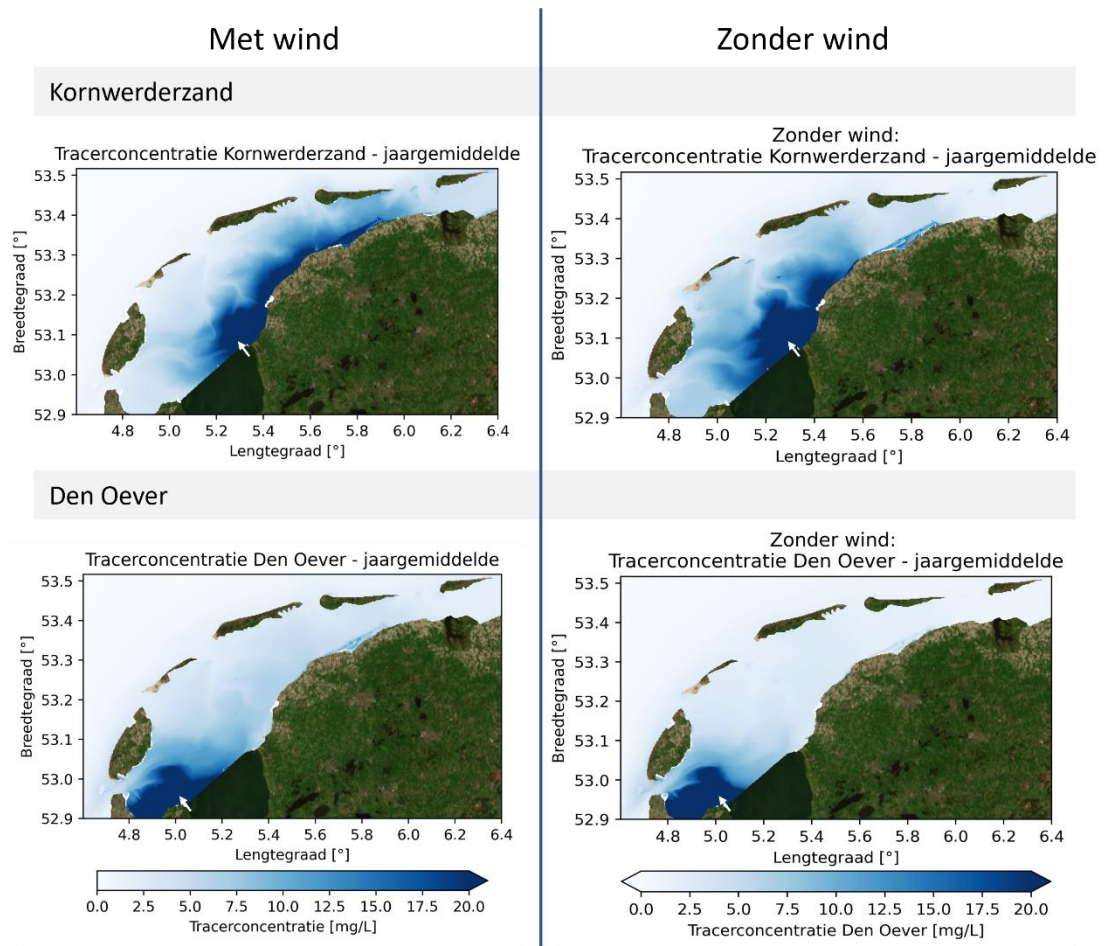 Met wind
Zonder wind
Kornwerderzand
Tracerconcentratie Kornwerderzand - jaargemiddelde
53.5
53.4
53.3
53.2
53.1
53.0
52.9
Breedtegraad [°]
4.8 5.0 5.2 5.4 5.6 5.8 6.0 6.2 6.4
Lengtegraad [°]
Zonder wind:
Tracerconcentratie Kornwerderzand - jaargemiddelde
53.5
53.4
53.3
53.2
53.1
53.0
52.9
Breedtegraad [°]
4.8 5.0 5.2 5.4 5.6 5.8 6.0 6.2 6.4
Lengtegraad [°]
Den Oever
Tracerconcentratie Den Oever - jaargemiddelde
53.5
53.4
53.3
53.2
53.1
53.0
52.9
Breedtegraad [°]
4.8 5.0 5.2 5.4 5.6 5.8 6.0 6.2 6.4
Lengtegraad [°]
0.0 2.5 5.0 7.5 10.0 12.5 15.0 17.5 20.0
Tracerconcentratie [mg/L]
Zonder wind:
Tracerconcentratie Den Oever - jaargemiddelde
53.5
53.4
53.3
53.2
53.1
53.0
52.9
Breedtegraad [°]
4.8 5.0 5.2 5.4 5.6 5.8 6.0 6.2 6.4
Lengtegraad [°]
0.0 2.5 5.0 7.5 10.0 12.5 15.0 17.5 20.0
Tracerconcentratie Den Oever [mg/L]